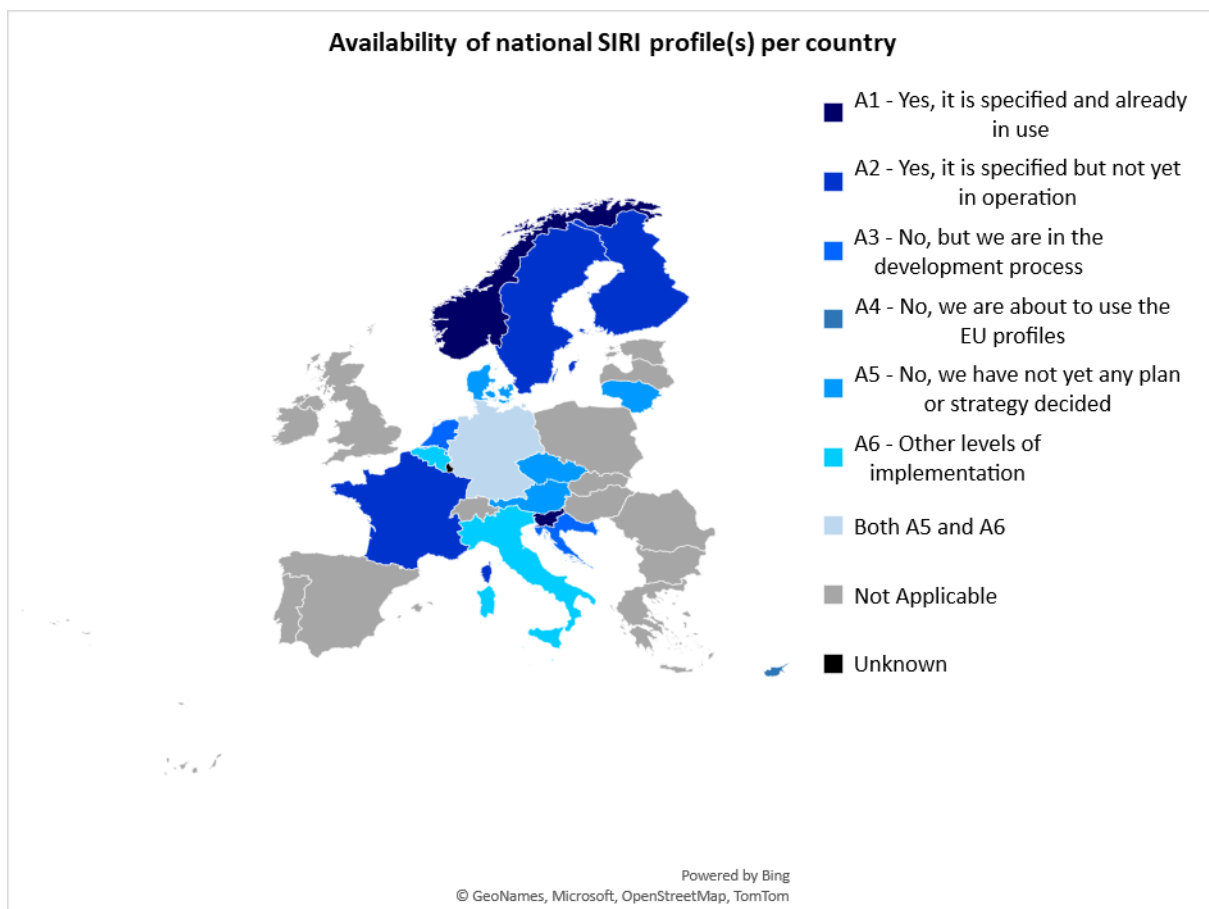 Availability of national SIRI profile(s) per country
A1 - Yes, it is specified and already
in use
A2 - Yes, it is specified but not yet
in operation
A3 - No, but we are in the
development process
A4 - No, we are about to use the
EU profiles
A5 - No, we have not yet any plan
or strategy decided
A6 - Other levels of
implementation
Both A5 and A6
Not Applicable
Unknown
Powered by Bing
© GeoNames, Microsoft, OpenStreetMap, TomTom